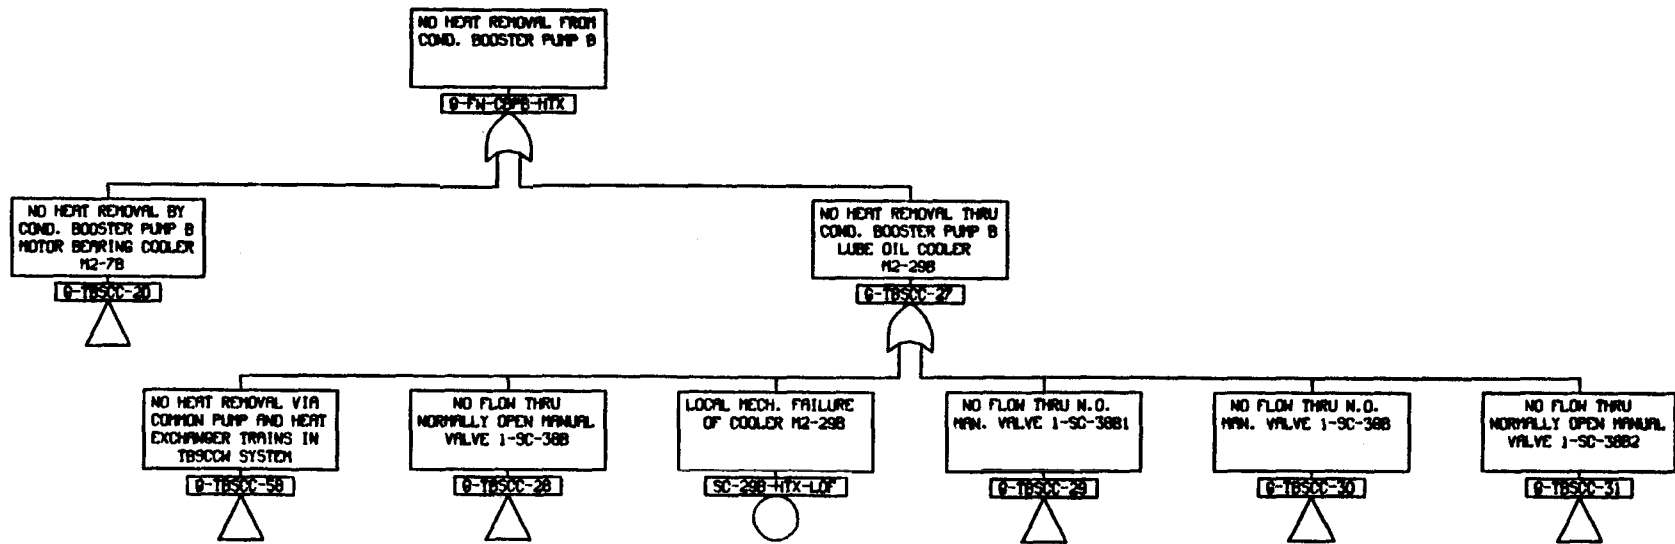 NO HEAT REMOVAL FROM
COND. BOOSTER PUMP B
G-FW-CBPB-HTX
NO HEAT REMOVAL BY
COND. BOOSTER PUMP B
MOTOR BEARING COOLER
M2-7B
G-TBSCC-20
NO HEAT REMOVAL THRU
COND. BOOSTER PUMP B
LUBE OIL COOLER
M2-29B
G-TBSCC-27
NO HEAT REMOVAL VIA
COMMON PUMP AND HEAT
EXCHANGER TRAINS IN
TBSCCW SYSTEM
G-TBSCC-58
NO FLOW THRU
NORMALLY OPEN MANUAL
VALVE 1-SC-38B
G-TBSCC-28
LOCAL MECH. FAILURE
OF COOLER M2-29B
SC-29B-HTX-LOF
NO FLOW THRU N.O.
MAN. VALVE 1-SC-38B1
G-TBSCC-29
NO FLOW THRU N.O.
MAN. VALVE 1-SC-38B
G-TBSCC-30
NO FLOW THRU
NORMALLY OPEN MANUAL
VALVE 1-SC-38B2
G-TBSCC-31